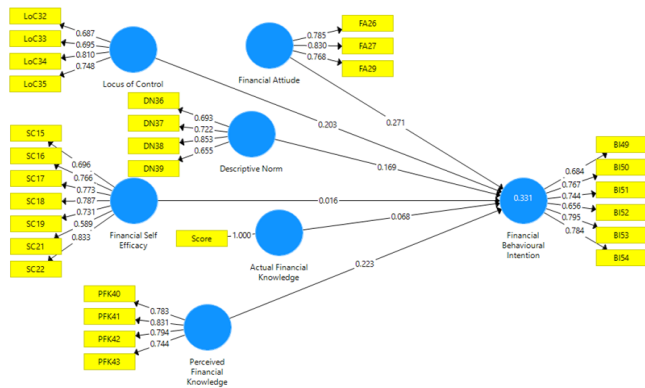 LoC32
LoC33
LoC34
LoC35
0.687
0.695
0.810
0.748
Locus of Control
FA26
FA27
FA29
0.785
0.830
0.768
Financial Attiude
DN36
DN37
DN38
DN39
0.693
0.722
0.853
0.655
Descriptive Norm
SC15
SC16
SC17
SC18
SC19
SC21
SC22
0.696
0.766
0.773
0.787
0.731
0.589
0.833
Financial Self
Efficacy
Score
1.000
Actual Financial
Knowledge
PFK40
PFK41
PFK42
PFK43
0.783
0.831
0.794
0.744
Perceived
Financial
Knowledge
0.271
0.203
0.169
0.016
0.068
0.223
0.331
Financial
Behavioural
Intention
0.684
0.767
0.744
0.656
0.795
0.784
BI49
BI50
BI51
BI52
BI53
BI54